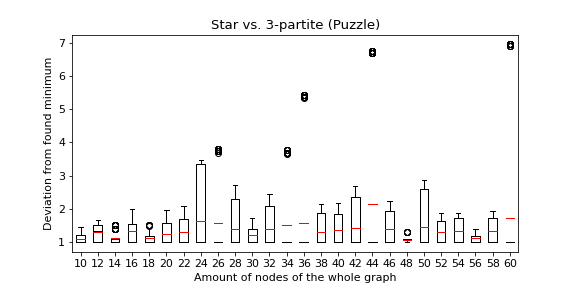 Star vs. 3-partite (Puzzle)
Deviation from found minimum
7
6
5
4
3
2
1
10 12 14 16 18 20 22 24 26 28 30 32 34 36 38 40 42 44 46 48 50 52 54 56 58 60
Amount of nodes of the whole graph